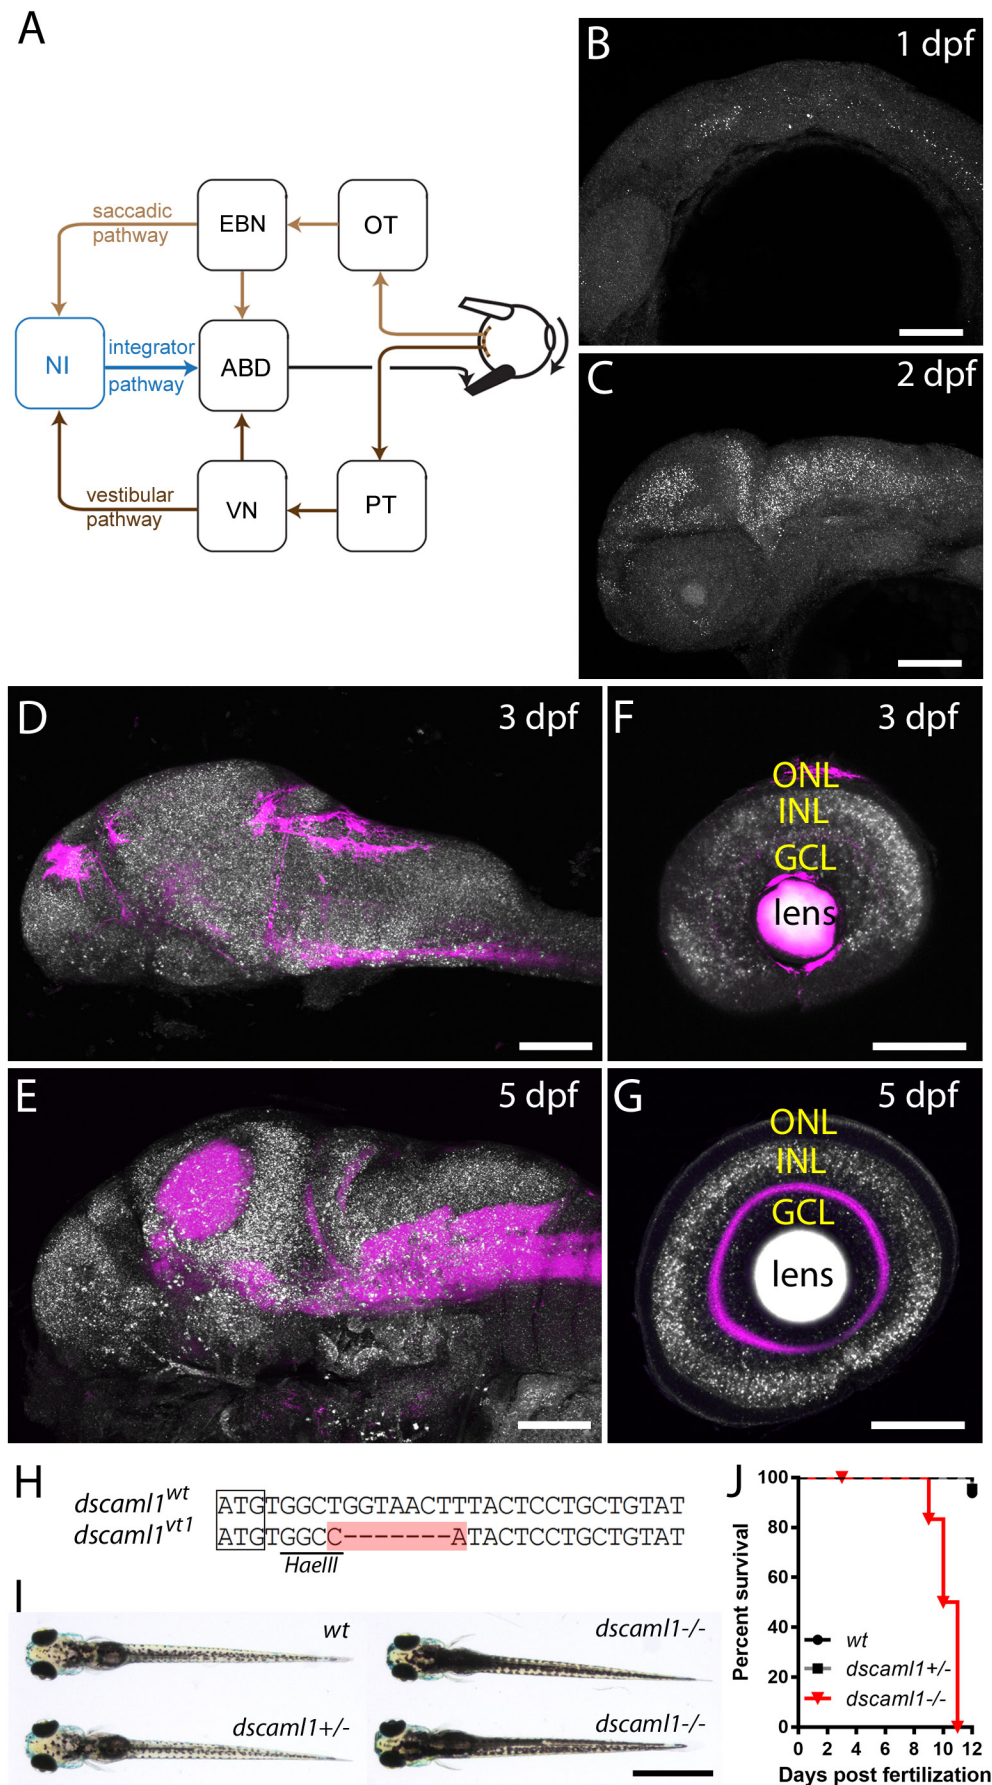 A
saccadic
pathway
EBN
OT
NI
integrator
pathway
ABD
vestibular
pathway
VN
PT
B
1 dpf
C
2 dpf
D
3 dpf
F
3 dpf
ONL
INL
GCL
lens
E
5 dpf
G
5 dpf
ONL
INL
GCL
lens
H
dscaml1wt
ATGTGGCTGGTAACTTTACTCCTGCTGTAT
dscaml1vt1
ATGTGGCC-------ATACTCCTGCTGTAT
HaeIII
I
wt
dscaml1-/-
dscaml1+/-
dscaml1-/-
J
100
80
60
40
20
0
Percent survival
wt
dscaml1+/-
dscaml1-/-
0 2 4 6 8 10 12
Days post fertilization